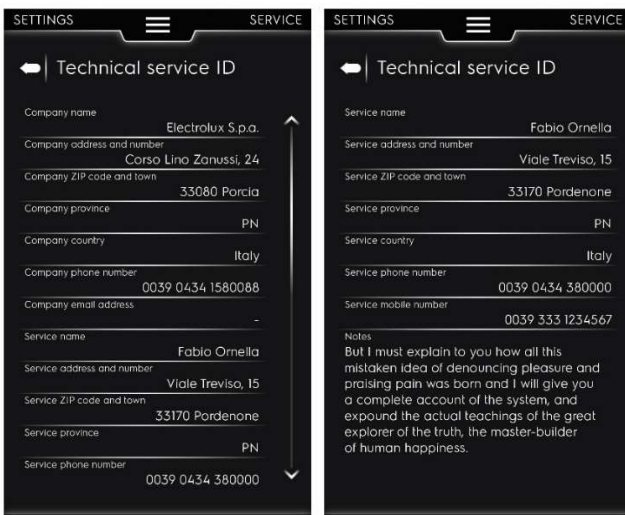 SETTINGS SERVICE
Technical service ID
Company name
Electrolux S.p.a.
Company address and number
Corso Lino Zanussi, 24
Company ZIP code and town
33080 Porcia
Company province
PN
Company country
Italy
Company phone number
0039 0434 1580088
Company email address
-
Service name
Fabio Ornella
Service address and number
Viale Treviso, 15
Service ZIP code and town
33170 Pordenone
Service province
PN
Service phone number
0039 0434 380000
SETTINGS SERVICE
Technical service ID
Service name
Fabio Ornella
Service address and number
Viale Treviso, 15
Service ZIP code and town
33170 Pordenone
Service province
PN
Service country
Italy
Service phone number
0039 0434 380000
Service mobile number
0039 333 1234567
Notes
But I must explain to you how all this
mistaken idea of denouncing pleasure and
praising pain was born and I will give you
a complete account of the system, and
expound the actual teachings of the great
explorer of the truth, the master-builder
of human happiness.